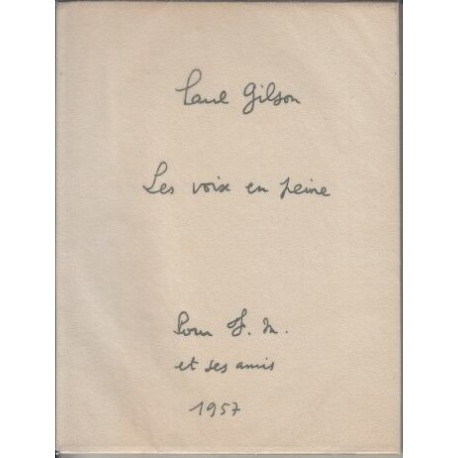 Paul Gilson
Les voix en peine
Pour F. M.
et ses amis
1957